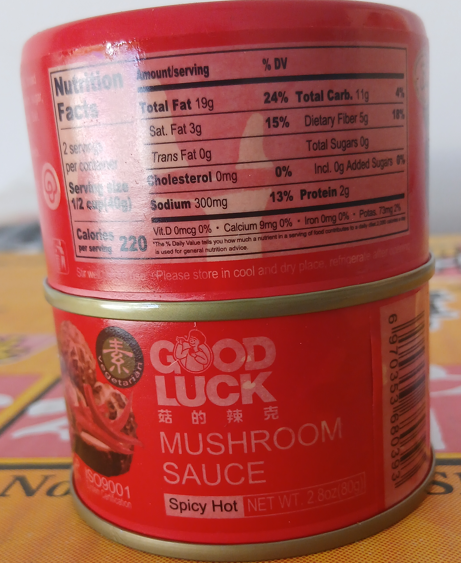 Nutrition
Facts
2 servings
per container
Serving size
1/2 cup(40g)
Calories
per serving 220
Amount/serving % DV
Total Fat 19g 24%
Sat. Fat 3g 15%
Trans Fat 0g
Cholesterol 0mg 0%
Sodium 300mg 13%
Total Carb. 11g 4%
Dietary Fiber 5g 18%
Total Sugars 0g
Incl. 0g Added Sugars 0%
Protein 2g
Vit.D 0mcg 0% • Calcium 9mg 0% • Iron 0mg 0% • Potas. 73mg 2%
*The % Daily Value tells you how much a nutrient in a serving of food contributes to a daily diet.
is used for general nutrition advice.
Please store in cool and dry place, refrigerate
素
vegetarian
GOOD
LUCK
菇的辣克
MUSHROOM
SAUCE
Spicy Hot NET WT. 2.8oz(80g)
ISO9001